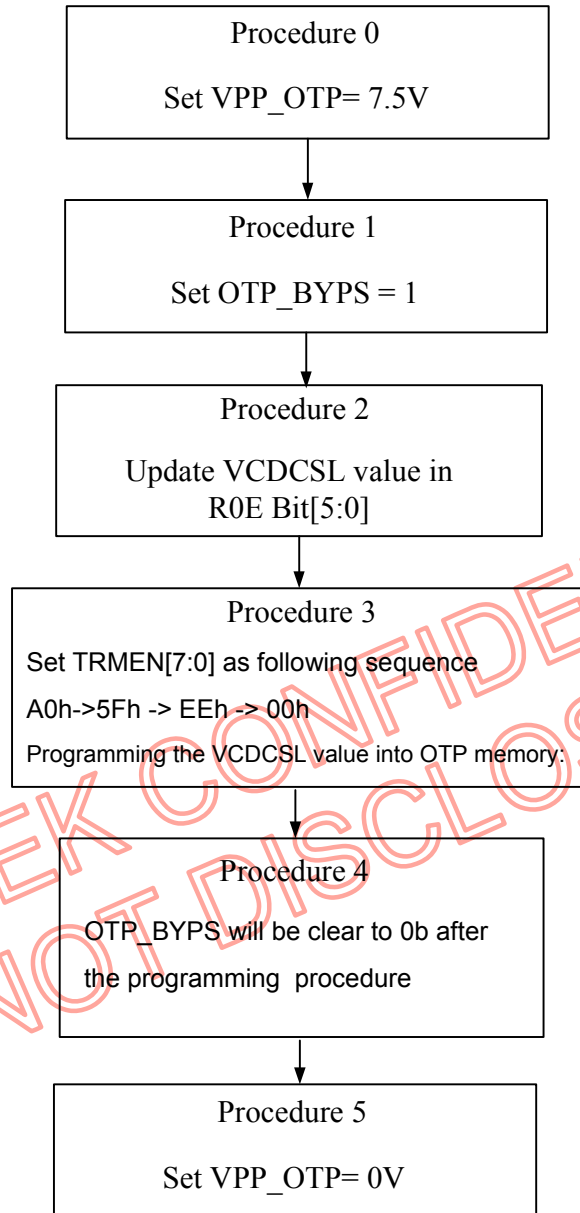 Procedure 0
Set VPP_OTP= 7.5V
Procedure 1
Set OTP_BYPS = 1
Procedure 2
Update VCDCSL value in
R0E Bit[5:0]
Procedure 3
Set TRMEN[7:0] as following sequence
A0h->5Fh -> EEh -> 00h
Programming the VCDCSL value into OTP memory:
Procedure 4
OTP_BYPS will be clear to 0b after
the programming procedure
Procedure 5
Set VPP_OTP= 0V